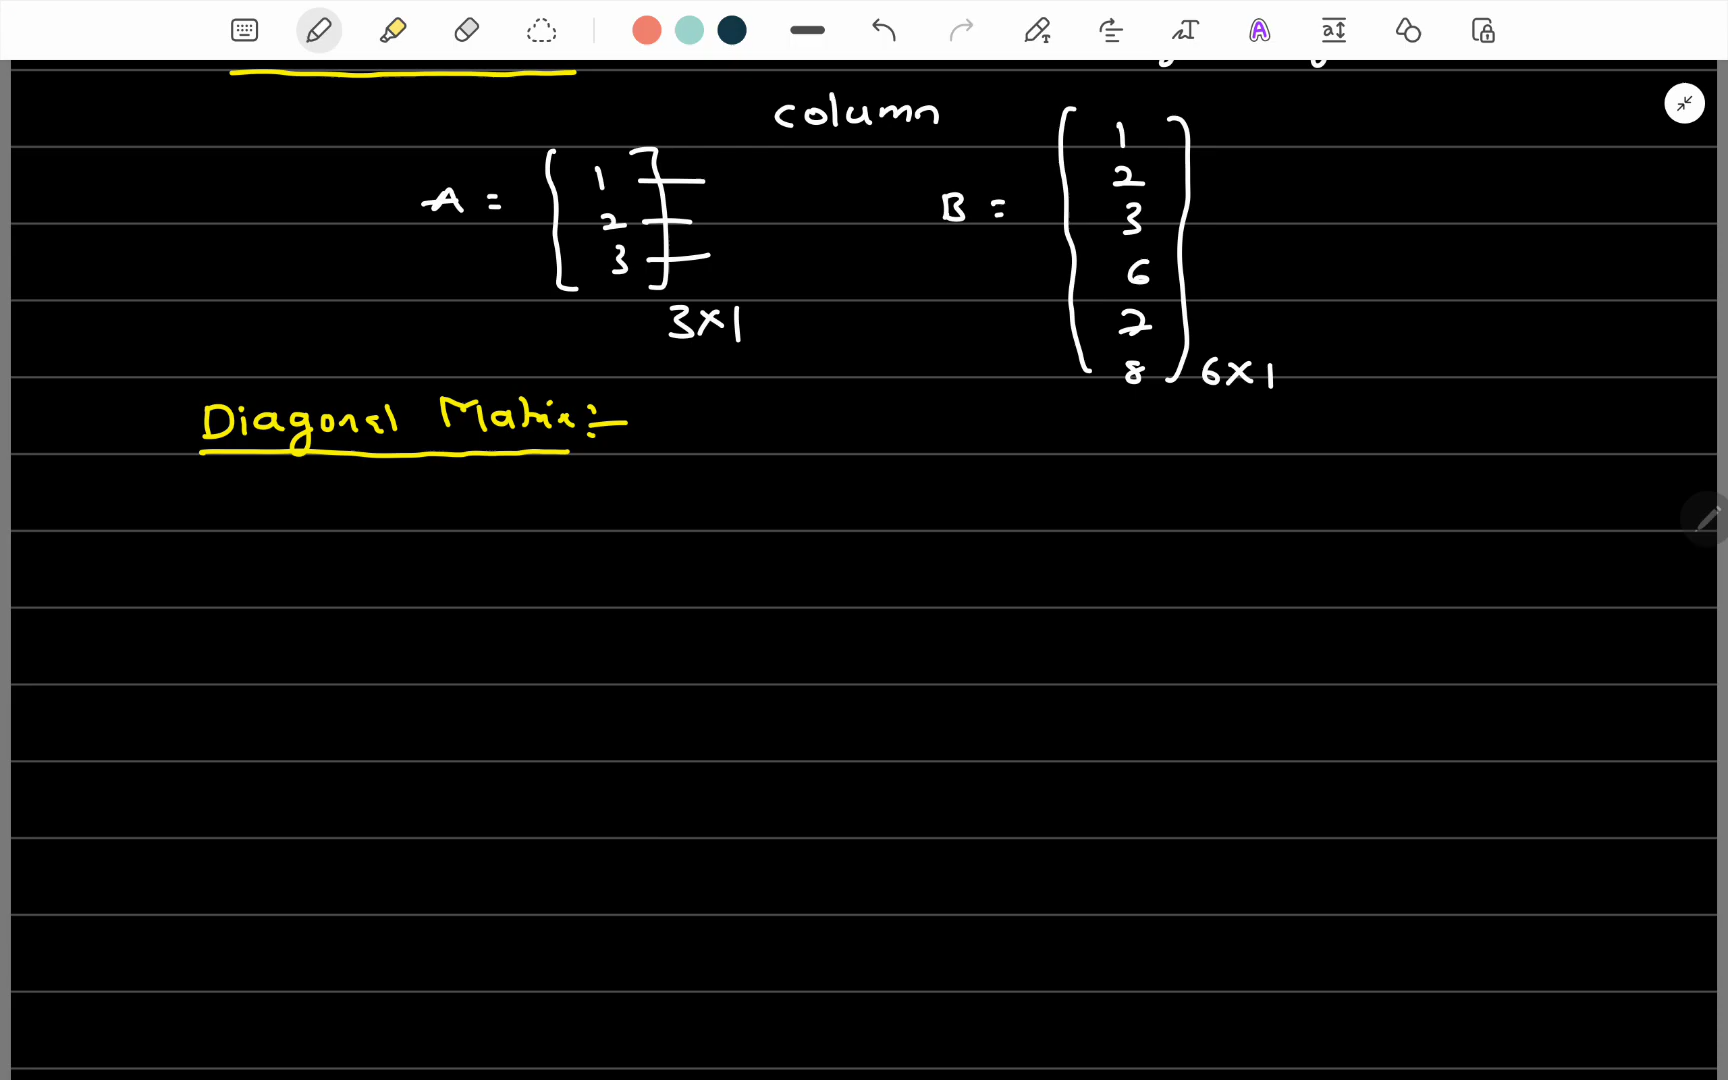 column
A = [ 1
2
3 ] 3×1
B = [ 1
2
3
6
2
8 ] 6×1
Diagonal Matrix:-